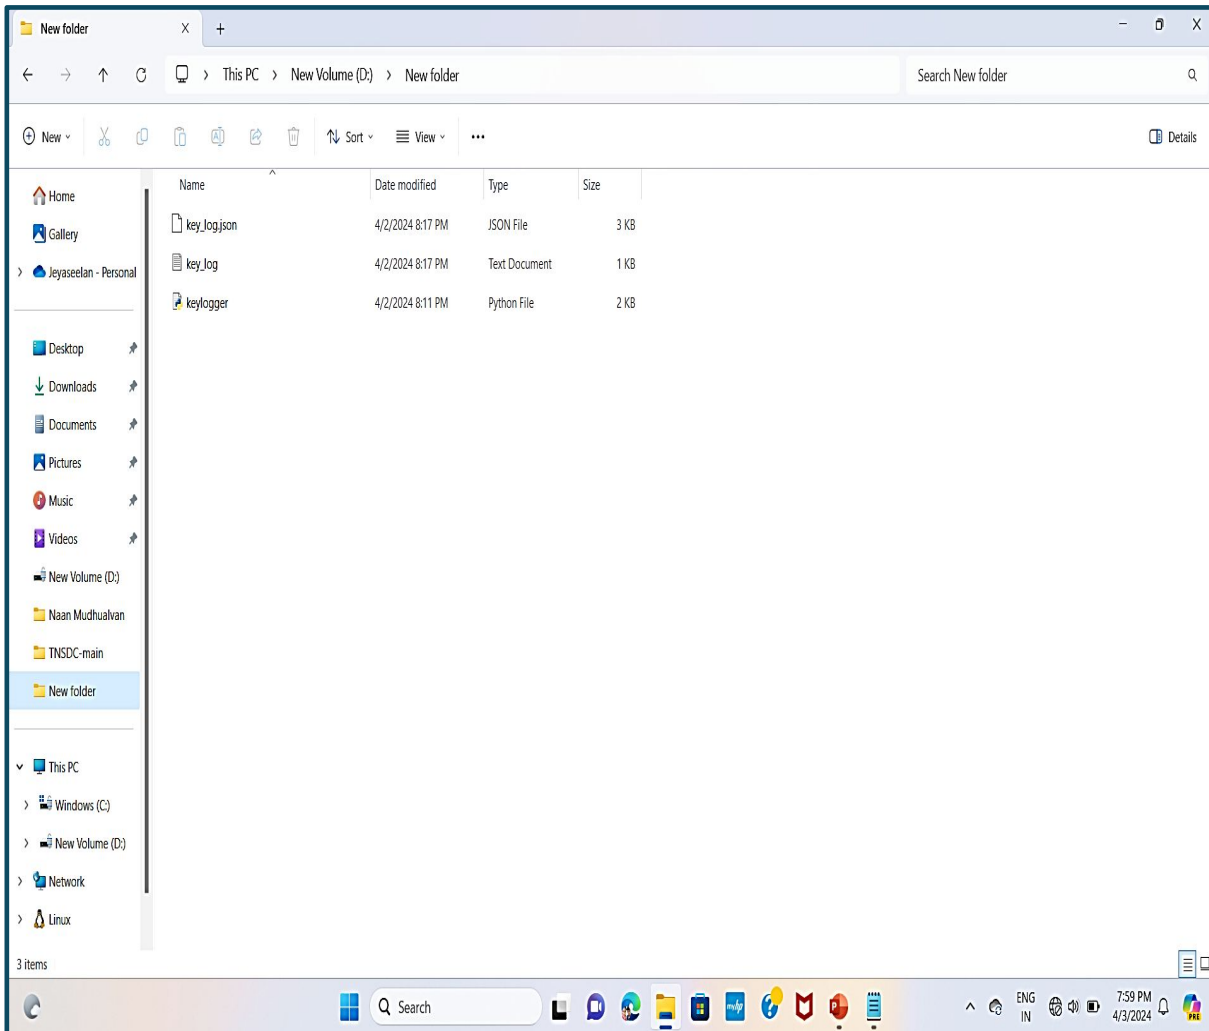 New folder
This PC > New Volume (D:) > New folder
Search New folder
New
Sort
View
Details
Name Date modified Type Size
key_log.json 4/2/2024 8:17 PM JSON File 3 KB
key_log 4/2/2024 8:17 PM Text Document 1 KB
keylogger 4/2/2024 8:11 PM Python File 2 KB
Home
Gallery
Jeyaseelan - Personal
Desktop
Downloads
Documents
Pictures
Music
Videos
New Volume (D:)
Naan Mudhualvan
TNSDC-main
New folder
This PC
Windows (C:)
New Volume (D:)
Network
Linux
3 items
Search
myhp
ENG
IN
7:59 PM
4/3/2024
PRE